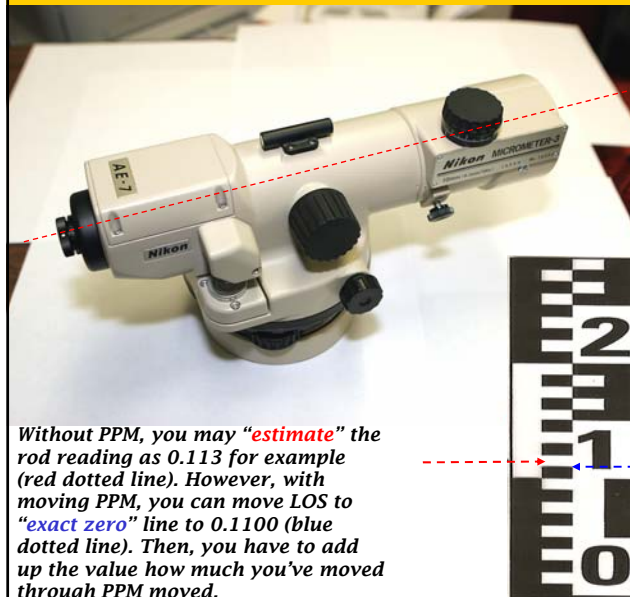 AE-7
Nikon
Nikon MICROMETER-3
2
1
0
Without PPM, you may “estimate” the
rod reading as 0.113 for example
(red dotted line). However, with
moving PPM, you can move LOS to
“exact zero” line to 0.1100 (blue
dotted line). Then, you have to add
up the value how much you’ve moved
through PPM moved.